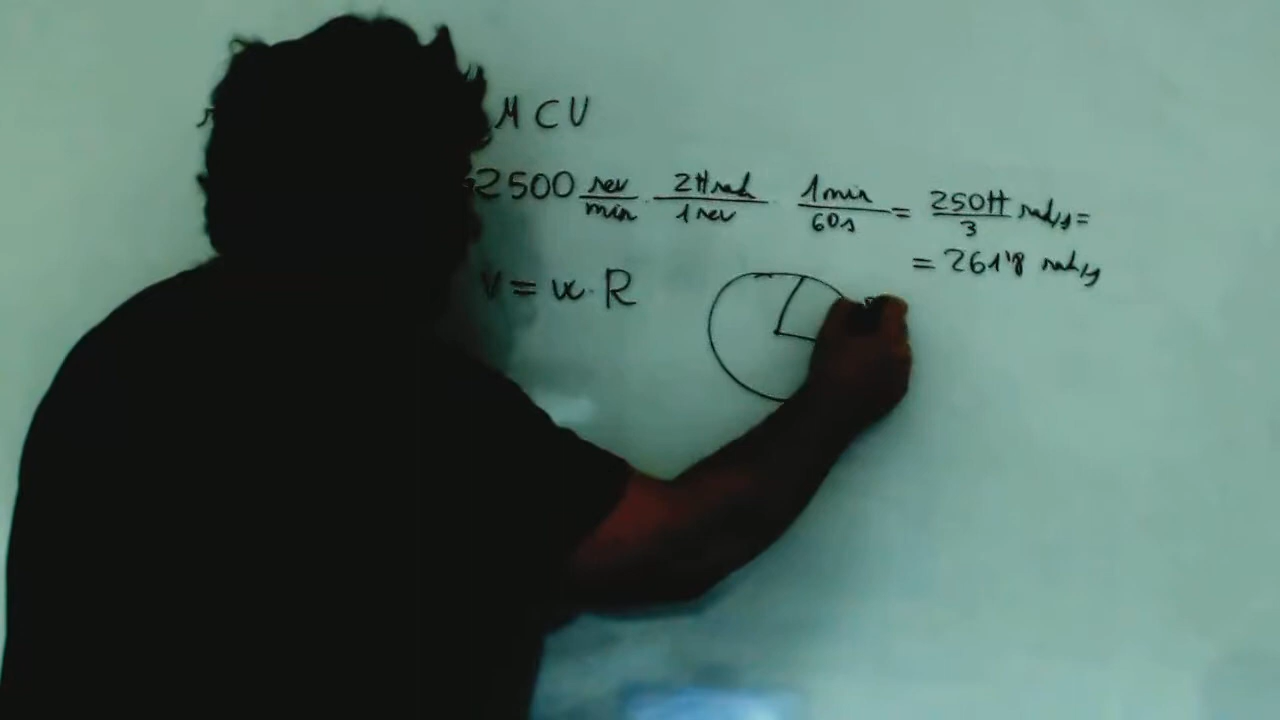 MCU
2500 rev/min · 2π rad/1 rev · 1 min/60 s = 250π/3 rad/s =
= 261'8 rad/s
V = ω · R